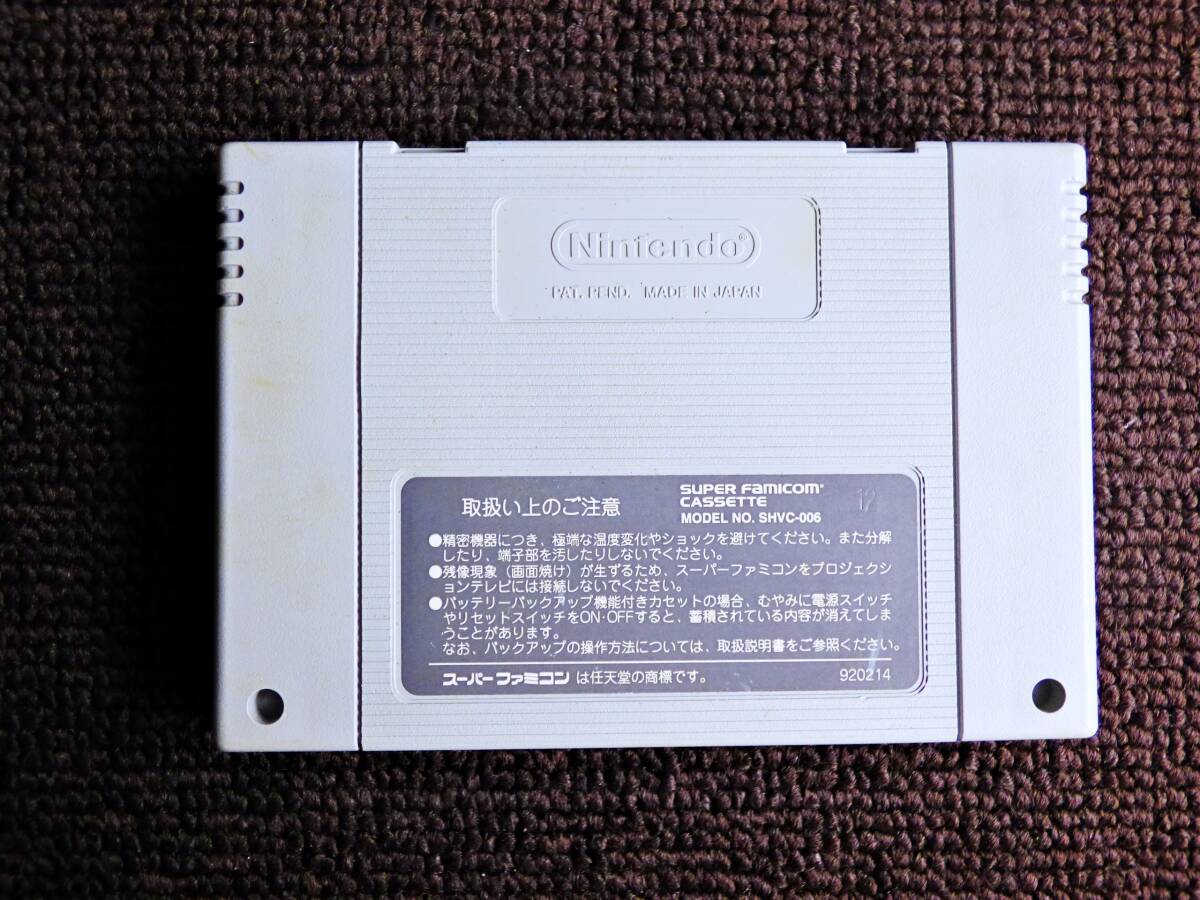 Nintendo®
PAT. PEND. MADE IN JAPAN
取扱い上のご注意
SUPER FAMICOM®
CASSETTE
MODEL NO. SHVC-006
12
●精密機器につき、極端な温度変化やショックを避けてください。また分解
したり、端子部を汚したりしないでください。
●残像現象（画面焼け）が生ずるため、スーパーファミコンをプロジェクシ
ョンテレビには接続しないでください。
●バッテリーバックアップ機能付きカセットの場合、むやみに電源スイッチ
やリセットスイッチをON·OFFすると、蓄積されている内容が消えてしま
うことがあります。
なお、バックアップの操作方法については、取扱説明書をご参照ください。
スーパーファミコン は任天堂の商標です。
920214